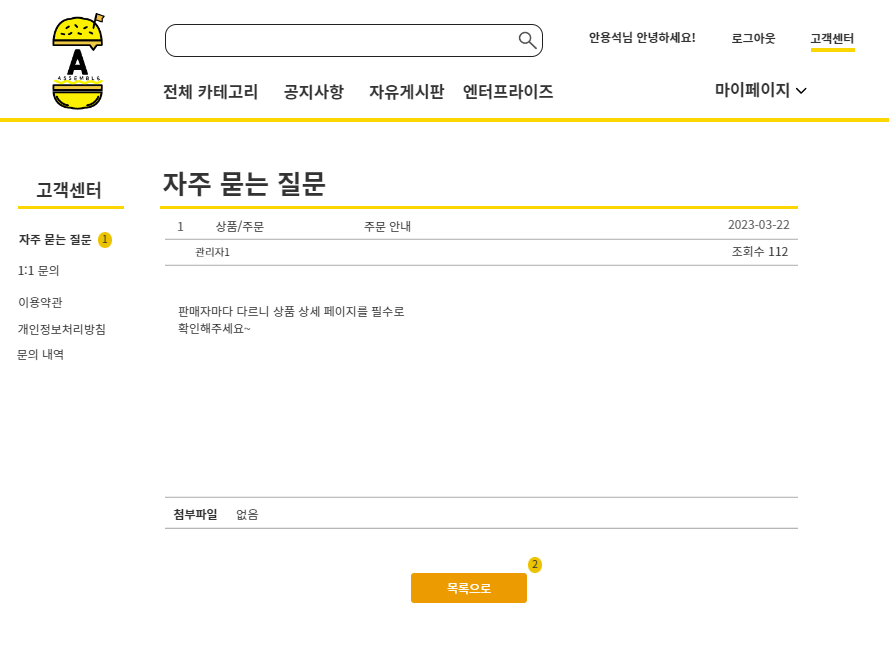 안용석님 안녕하세요!
로그아웃
고객센터
A
ASSEMBLE
전체 카테고리
공지사항
자유게시판
엔터프라이즈
마이페이지
고객센터
자주 묻는 질문 1
1:1 문의
이용약관
개인정보처리방침
문의 내역
자주 묻는 질문
1 상품/주문 주문 안내 2023-03-22
관리자1 조회수 112
판매자마다 다르니 상품 상세 페이지를 필수로
확인해주세요~
첨부파일 없음
2
목록으로